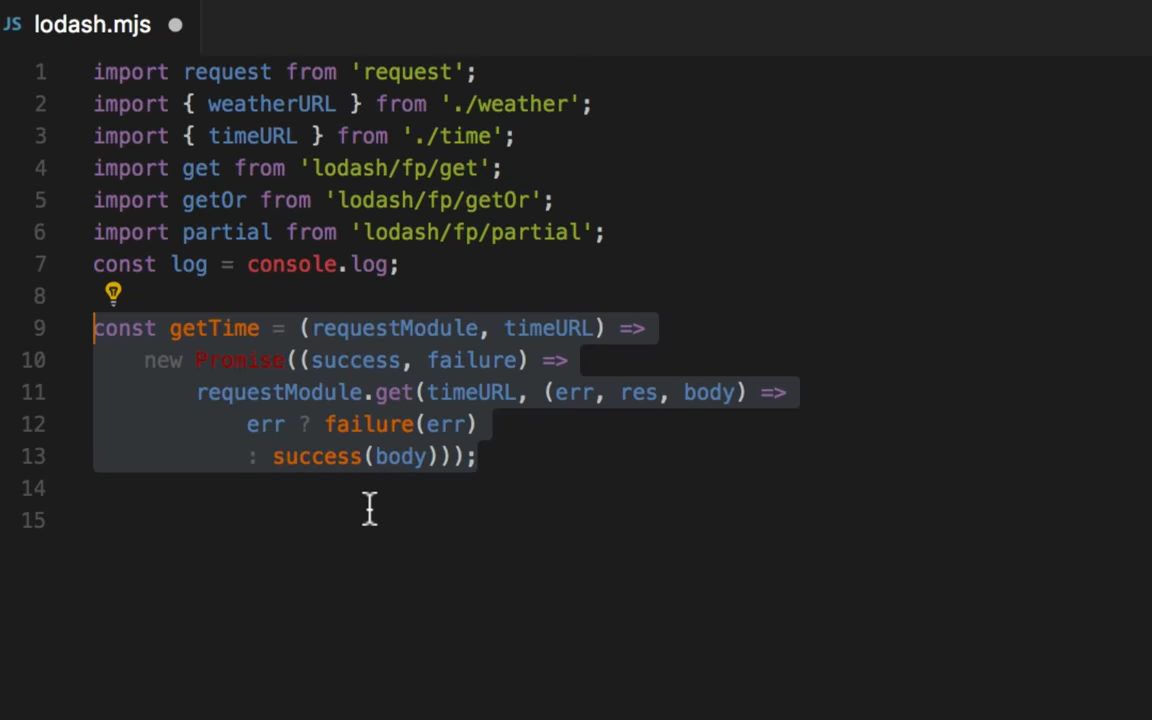 JS lodash.mjs
1 import request from 'request';
2 import { weatherURL } from './weather';
3 import { timeURL } from './time';
4 import get from 'lodash/fp/get';
5 import getOr from 'lodash/fp/getOr';
6 import partial from 'lodash/fp/partial';
7 const log = console.log;
8
9 const getTime = (requestModule, timeURL) =>
10 new Promise((success, failure) =>
11 requestModule.get(timeURL, (err, res, body) =>
12 err ? failure(err)
13 : success(body)));
14
15